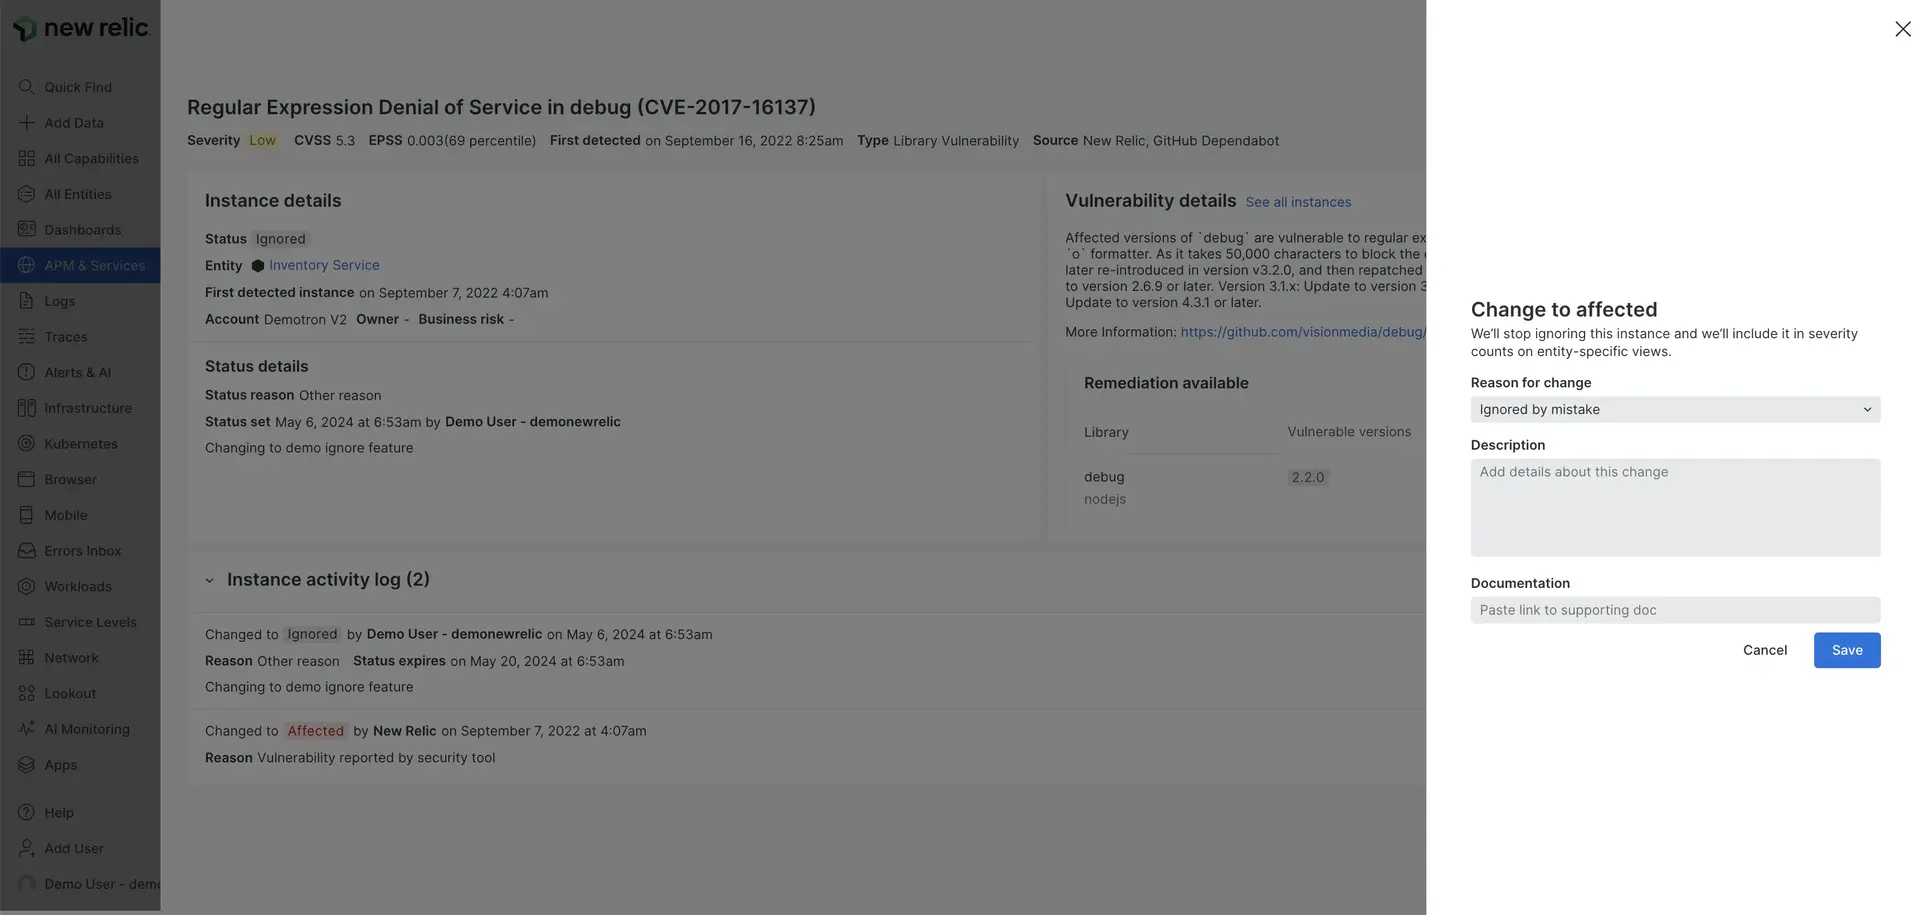 new relic
Quick Find
Add Data
All Capabilities
All Entities
Dashboards
APM & Services
Logs
Traces
Alerts & AI
Infrastructure
Kubernetes
Browser
Mobile
Errors Inbox
Workloads
Service Levels
Network
Lookout
AI Monitoring
Apps
Help
Add User
Demo User - demo
Regular Expression Denial of Service in debug (CVE-2017-16137)
Severity Low CVSS 5.3 EPSS 0.003(69 percentile) First detected on September 16, 2022 8:25am Type Library Vulnerability Source New Relic, GitHub Dependabot
Instance details
Status Ignored
Entity Inventory Service
First detected instance on September 7, 2022 4:07am
Account Demotron V2 Owner - Business risk -
Status details
Status reason Other reason
Status set May 6, 2024 at 6:53am by Demo User - demonewrelic
Changing to demo ignore feature
Vulnerability details See all instances
Affected versions of `debug` are vulnerable to regular ex
`o` formatter. As it takes 50,000 characters to block the
later re-introduced in version v3.2.0, and then repatched
to version 2.6.9 or later. Version 3.1.x: Update to version 3
Update to version 4.3.1 or later.
More Information: https://github.com/visionmedia/debug/
Remediation available
Library Vulnerable versions
debug 2.2.0
nodejs
Instance activity log (2)
Changed to Ignored by Demo User - demonewrelic on May 6, 2024 at 6:53am
Reason Other reason Status expires on May 20, 2024 at 6:53am
Changing to demo ignore feature
Changed to Affected by New Relic on September 7, 2022 at 4:07am
Reason Vulnerability reported by security tool
Change to affected
We'll stop ignoring this instance and we'll include it in severity
counts on entity-specific views.
Reason for change
Ignored by mistake
Description
Add details about this change
Documentation
Paste link to supporting doc
Cancel Save